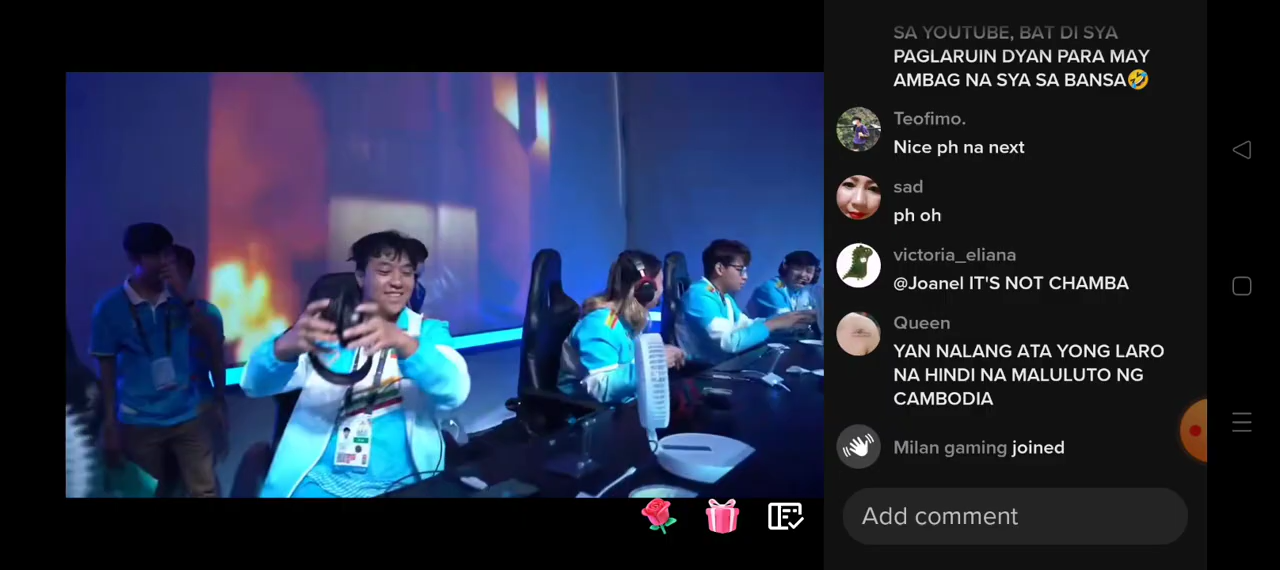 SA YOUTUBE, BAT DI SYA
PAGLARUIN DYAN PARA MAY
AMBAG NA SYA SA BANSA🤣
Teofimo.
Nice ph na next
sad
ph oh
victoria_eliana
@Joanel IT'S NOT CHAMBA
Queen
YAN NALANG ATA YONG LARO
NA HINDI NA MALULUTO NG
CAMBODIA
Milan gaming joined
Add comment